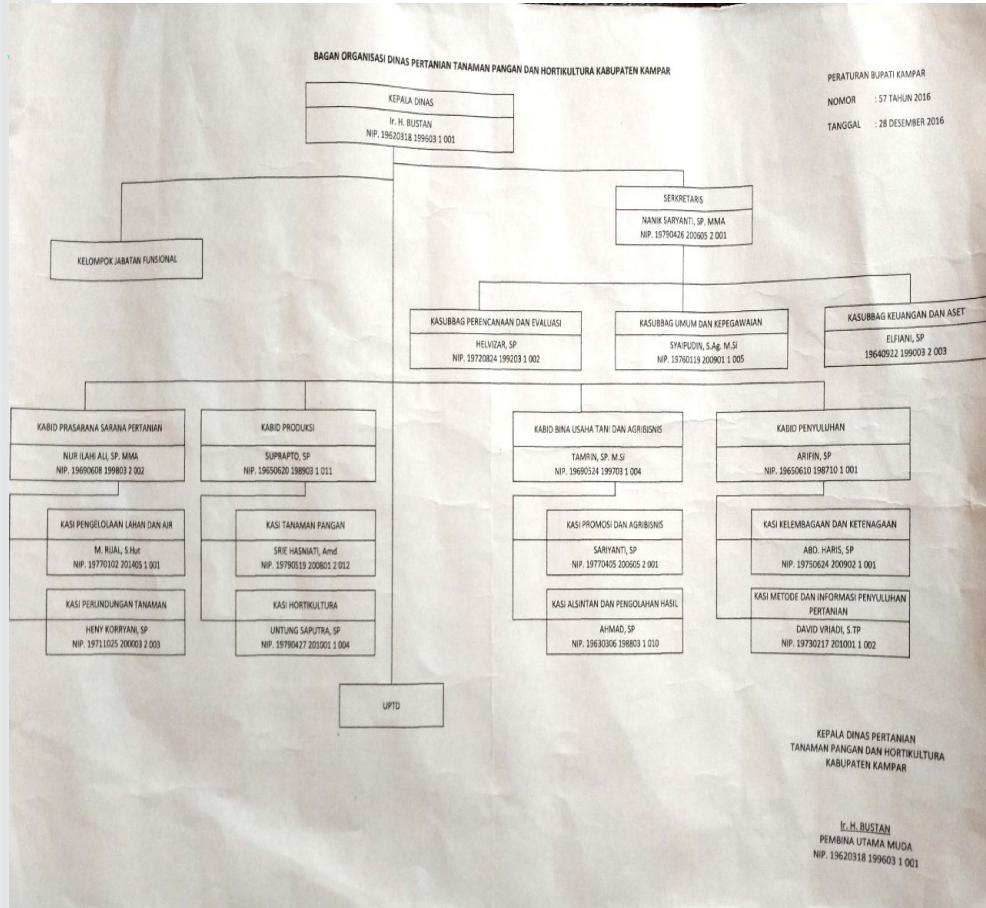 BAGAN ORGANISASI DINAS PERTANIAN TANAMAN PANGAN DAN HORTIKULTURA KABUPATEN KAMPAR
PERATURAN BUPATI KAMPAR
NOMOR : 57 TAHUN 2016
TANGGAL : 28 DESEMBER 2016
KEPALA DINAS
Ir. H. BUSTAN
NIP. 19620318 199603 1 001
SERKRETARIS
NANIK SARYANTI, SP. MMA
NIP. 19790426 200605 2 001
KELOMPOK JABATAN FUNSIONAL
KASUBBAG PERENCANAAN DAN EVALUASI
HELVIZAR, SP
NIP. 19720824 199203 1 002
KASUBBAG UMUM DAN KEPEGAWAIAN
SYAIPUDIN, S.Ag. M.Si
NIP. 19760119 200901 1 005
KASUBBAG KEUANGAN DAN ASET
ELFIANI, SP
19640922 199003 2 003
KABID PRASARANA SARANA PERTANIAN
NUR ILAHI ALI, SP. MMA
NIP. 19690608 199803 2 002
KABID PRODUKSI
SUPRAPTO, SP
NIP. 19650620 198903 1 011
KABID BINA USAHA TANI DAN AGRIBISNIS
TAMRIN, SP. M.Si
NIP. 19690524 199703 1 004
KABID PENYULUHAN
ARIFIN, SP
NIP. 19650610 198710 1 001
KASI PENGELOLAAN LAHAN DAN AIR
M. RIJAL, S.Hut
NIP. 19770102 201405 1 001
KASI TANAMAN PANGAN
SRIE HASNIATI, Amd
NIP. 19790519 200801 2 012
KASI PROMOSI DAN AGRIBISNIS
SARIYANTI, SP
NIP. 19770405 200605 2 001
KASI KELEMBAGAAN DAN KETENAGAAN
ABD. HARIS, SP
NIP. 19750624 200902 1 001
KASI PERLINDUNGAN TANAMAN
HENY KORRYANI, SP
NIP. 19711025 200003 2 003
KASI HORTIKULTURA
UNTUNG SAPUTRA, SP
NIP. 19790427 201001 1 004
KASI ALSINTAN DAN PENGOLAHAN HASIL
AHMAD, SP
NIP. 19630306 198803 1 010
KASI METODE DAN INFORMASI PENYULUHAN
PERTANIAN
DAVID VRIADI, S.TP
NIP. 19730217 201001 1 002
UPTD
KEPALA DINAS PERTANIAN
TANAMAN PANGAN DAN HORTIKULTURA
KABUPATEN KAMPAR
Ir. H. BUSTAN
PEMBINA UTAMA MUDA
NIP. 19620318 199603 1 001